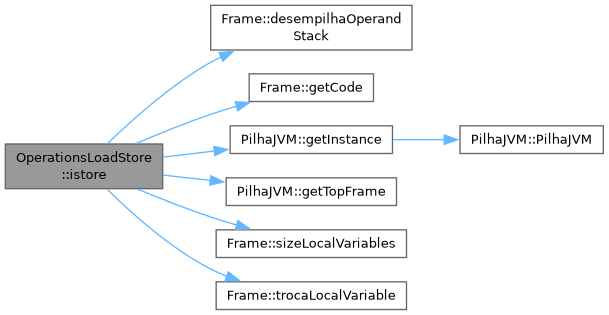 Frame::desempilhaOperand
Stack
Frame::getCode
OperationsLoadStore
::istore
PilhaJVM::getInstance
PilhaJVM::PilhaJVM
PilhaJVM::getTopFrame
Frame::sizeLocalVariables
Frame::trocaLocalVariable